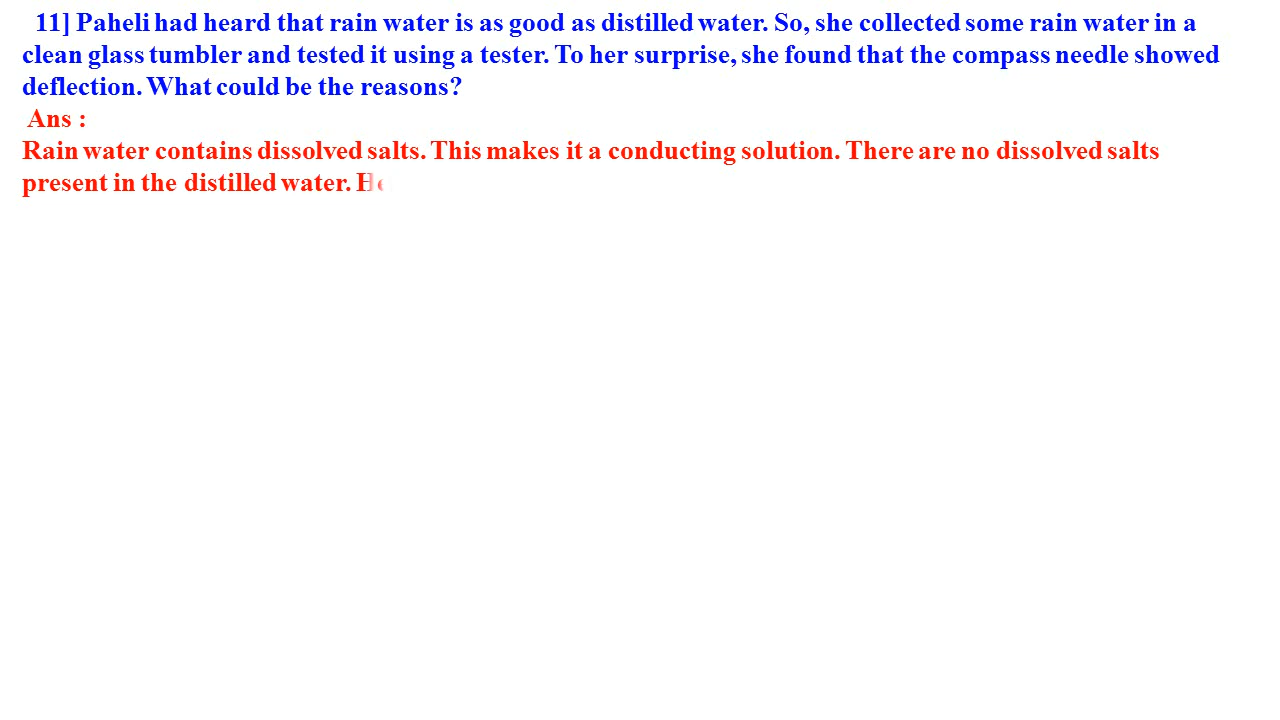 11] Paheli had heard that rain water is as good as distilled water. So, she collected some rain water in a
clean glass tumbler and tested it using a tester. To her surprise, she found that the compass needle showed
deflection. What could be the reasons?
Ans :
Rain water contains dissolved salts. This makes it a conducting solution. There are no dissolved salts
present in the distilled water.